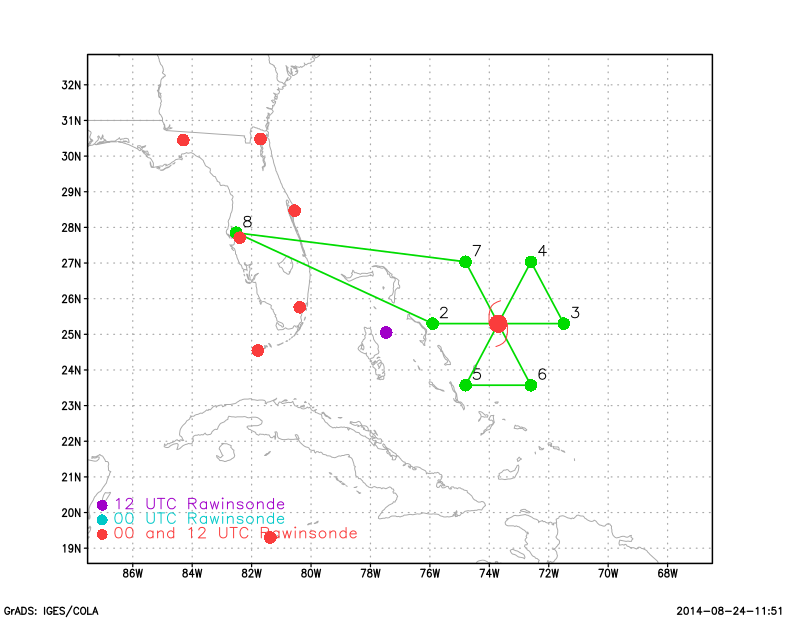 32N
31N
30N
29N
28N
27N
26N
25N
24N
23N
22N
21N
20N
19N
8
7
4
2
3
5
6
12 UTC Rawinsonde
00 UTC Rawinsonde
00 and 12 UTC Rawinsonde
86W 84W 82W 80W 78W 76W 74W 72W 70W 68W
GrADS: IGES/COLA 2014-08-24-11:51